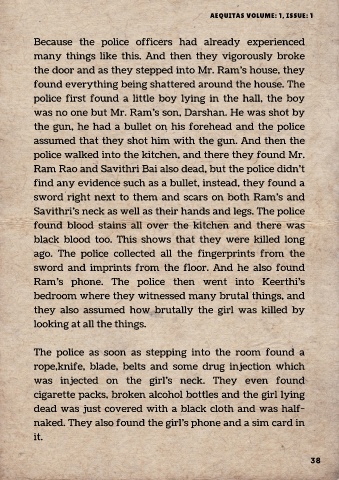 AEQUITAS VOLUME: 1, ISSUE: 1
Because the police officers had already experienced
many things like this. And then they vigorously broke
the door and as they stepped into Mr. Ram's house, they
found everything being shattered around the house. The
police first found a little boy lying in the hall, the boy
was no one but Mr. Ram's son, Darshan. He was shot by
the gun, he had a bullet on his forehead and the police
assumed that they shot him with the gun. And then the
police walked into the kitchen, and there they found Mr.
Ram Rao and Savithri Bai also dead, but the police didn't
find any evidence such as a bullet, instead, they found a
sword right next to them and scars on both Ram's and
Savithri's neck as well as their hands and legs. The police
found blood stains all over the kitchen and there was
black blood too. This shows that they were killed long
ago. The police collected all the fingerprints from the
sword and imprints from the floor. And he also found
Ram's phone. The police then went into Keerthi's
bedroom where they witnessed many brutal things, and
they also assumed how brutally the girl was killed by
looking at all the things.
The police as soon as stepping into the room found a
rope,knife, blade, belts and some drug injection which
was injected on the girl's neck. They even found
cigarette packs, broken alcohol bottles and the girl lying
dead was just covered with a black cloth and was half-
naked. They also found the girl's phone and a sim card in
it.
38